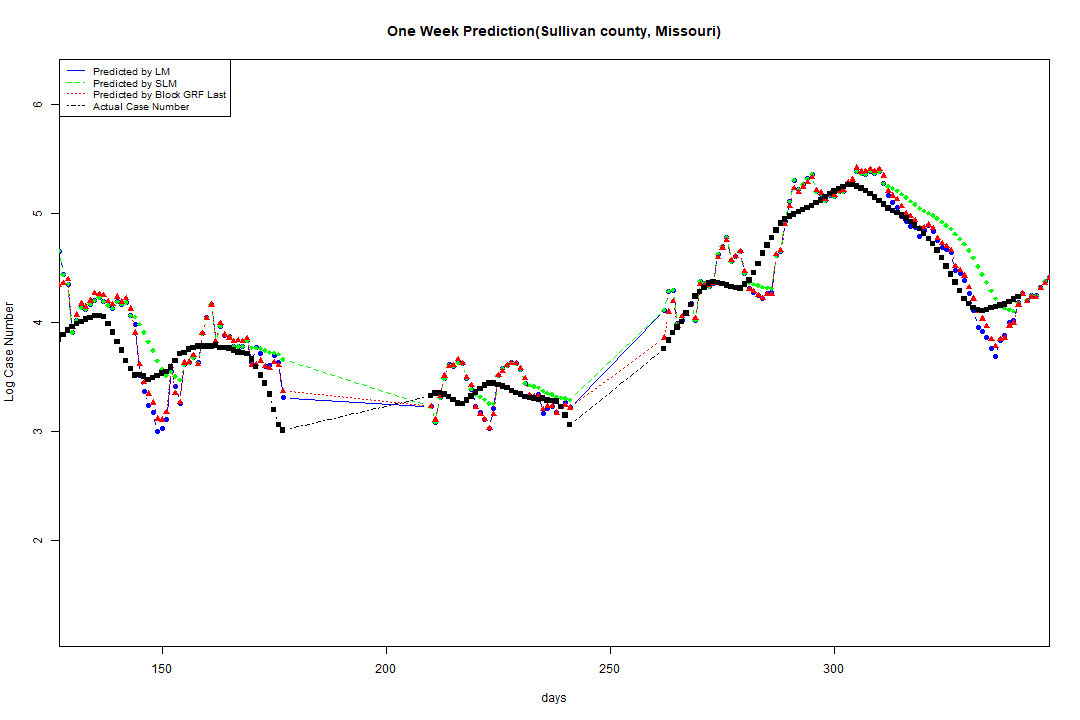 One Week Prediction(Sullivan county, Missouri)
Predicted by LM
Predicted by SLM
Predicted by Block GRF Last
Actual Case Number
6
5
4
3
2
Log Case Number
150
200
250
300
days